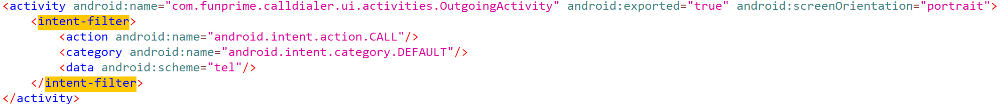 <activity android:name="com.funprime.calldialer.ui.activities.OutgoingActivity" android:exported="true" android:screenOrientation="portrait">
    <intent-filter>
        <action android:name="android.intent.action.CALL"/>
        <category android:name="android.intent.category.DEFAULT"/>
        <data android:scheme="tel"/>
    </intent-filter>
</activity>